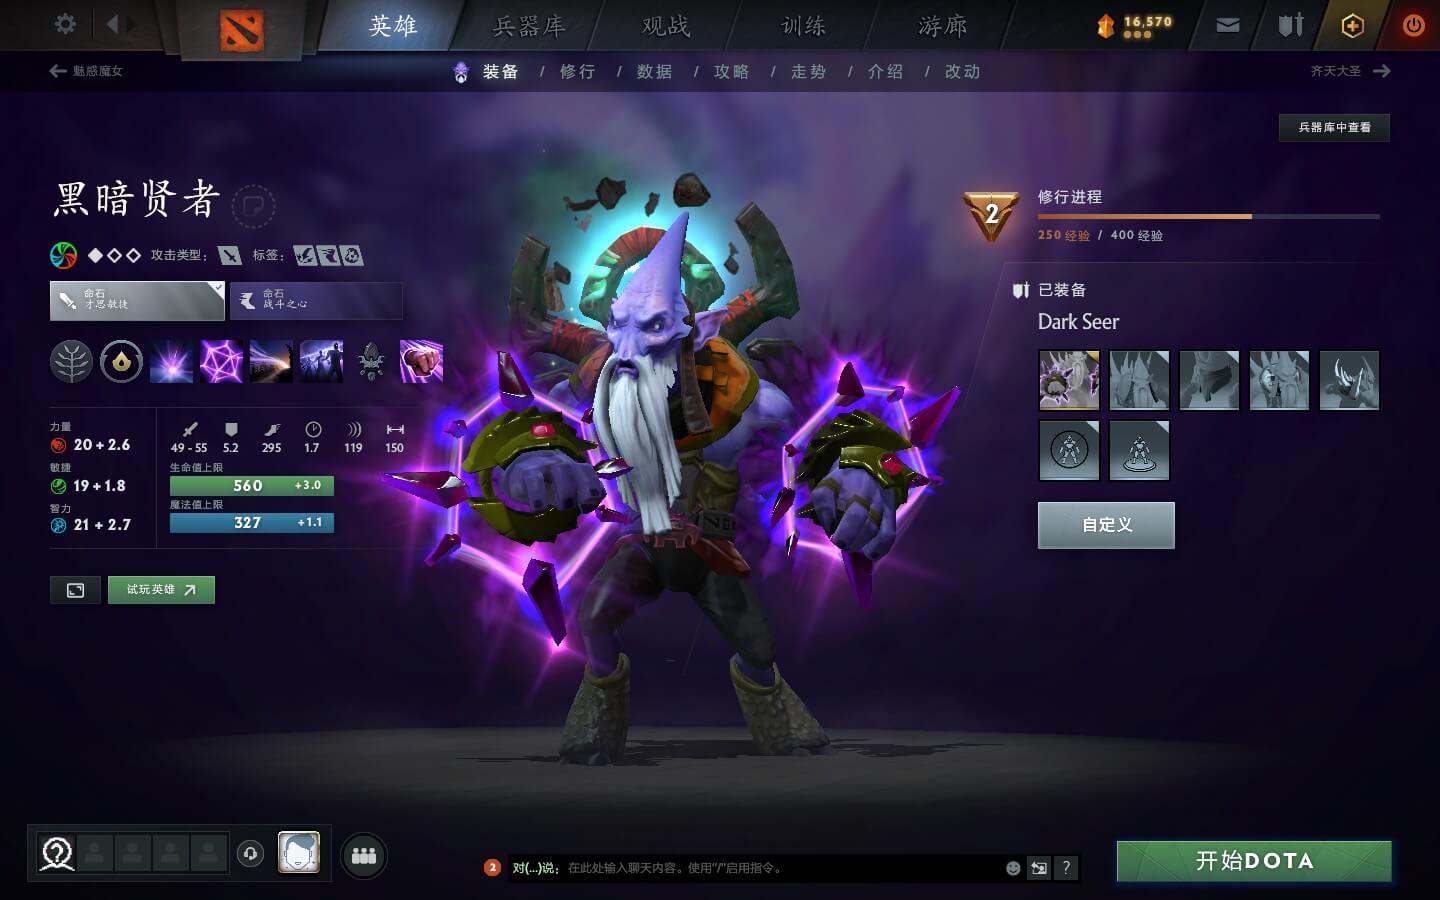 英雄
兵器库
观战
训练
游廊
16,570
魅惑魔女
装备 / 修行 / 数据 / 攻略 / 走势 / 介绍 / 改动
齐天大圣
兵器库中查看
黑暗贤者
攻击类型：
标签：
命石
才思敏捷
命石
战斗之心
力量
20 + 2.6
敏捷
19 + 1.8
智力
21 + 2.7
49 - 55 5.2 295 1.7 119 150
生命值上限
560 +3.0
魔法值上限
327 +1.1
试玩英雄
2
修行进程
250 经验 / 400 经验
已装备
Dark Seer
自定义
2
对(...)说：
在此处输入聊天内容。使用“/”启用指令。
?
开始DOTA